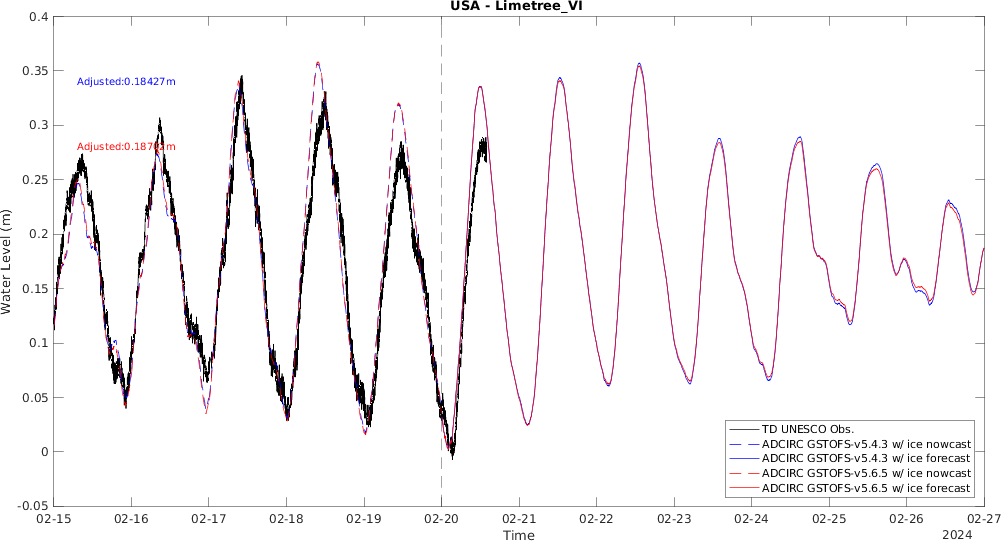 USA - Limetree_VI
0.4
0.35
0.3
0.25
0.2
0.15
0.1
0.05
0
-0.05
Water Level (m)
Adjusted:0.18427m
TD UNESCO Obs.
ADCIRC GSTOFS-v5.4.3 w/ ice nowcast
ADCIRC GSTOFS-v5.4.3 w/ ice forecast
ADCIRC GSTOFS-v5.6.5 w/ ice nowcast
ADCIRC GSTOFS-v5.6.5 w/ ice forecast
02-15 02-16 02-17 02-18 02-19 02-20 02-21 02-22 02-23 02-24 02-25 02-26 02-27
Time
2024